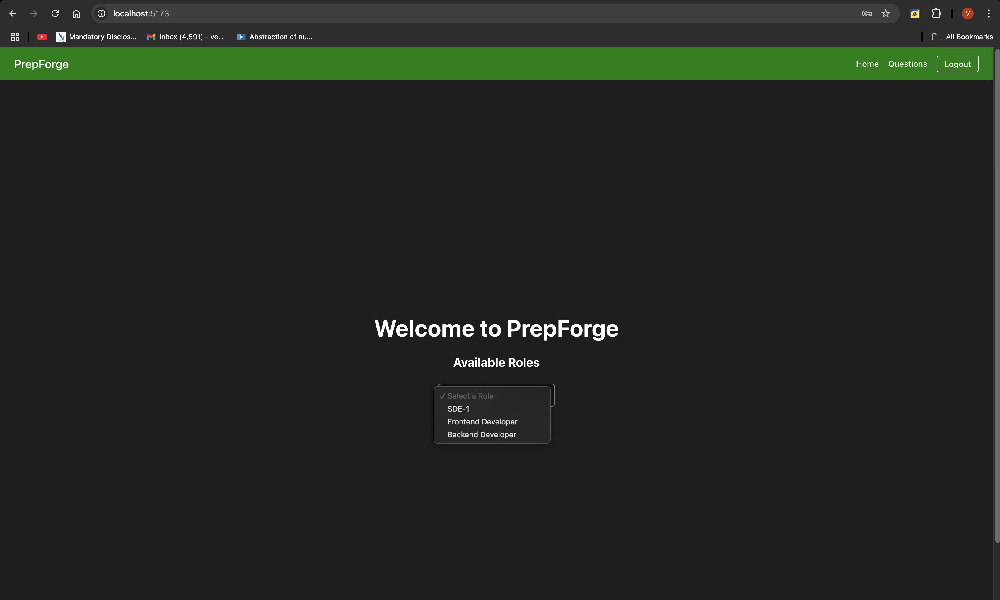 localhost:5173
Mandatory Disclos...
Inbox (4,591) - ve...
Abstraction of nu...
All Bookmarks
V
n
PrepForge
Home
Questions
Logout
Welcome to PrepForge
Available Roles
✓ Select a Role
SDE-1
Frontend Developer
Backend Developer